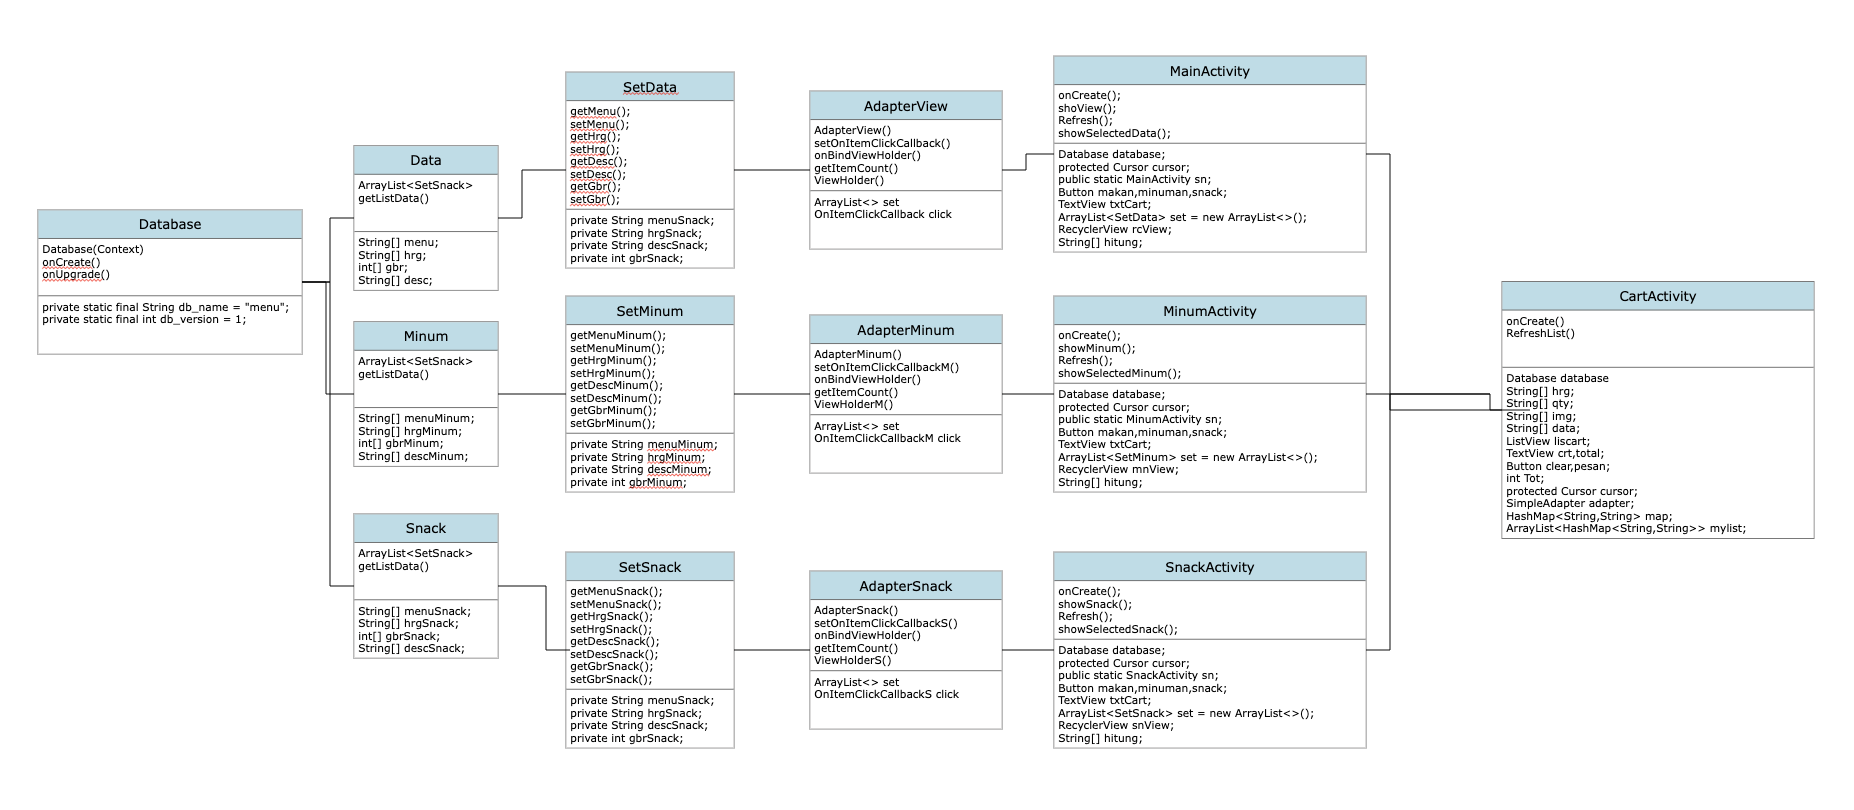 Database
Database(Context)
onCreate()
onUpgrade()
private static final String db_name = "menu";
private static final int db_version = 1;
Data
ArrayList<SetSnack>
getListData()
String[] menu;
String[] hrg;
int[] gbr;
String[] desc;
Minum
ArrayList<SetSnack>
getListData()
String[] menuMinum;
String[] hrgMinum;
int[] gbrMinum;
String[] descMinum;
Snack
ArrayList<SetSnack>
getListData()
String[] menuSnack;
String[] hrgSnack;
int[] gbrSnack;
String[] descSnack;
SetData
getMenu();
setMenu();
getHrg();
setHrg();
getDesc();
setDesc();
getGbr();
setGbr();
private String menuSnack;
private String hrgSnack;
private String descSnack;
private int gbrSnack;
SetMinum
getMenuMinum();
setMenuMinum();
getHrgMinum();
setHrgMinum();
getDescMinum();
setDescMinum();
getGbrMinum();
setGbrMinum();
private String menuMinum;
private String hrgMinum;
private String descMinum;
private int gbrMinum;
SetSnack
getMenuSnack();
setMenuSnack();
getHrgSnack();
setHrgSnack();
getDescSnack();
setDescSnack();
getGbrSnack();
setGbrSnack();
private String menuSnack;
private String hrgSnack;
private String descSnack;
private int gbrSnack;
AdapterView
AdapterView()
setOnItemClickCallback()
onBindViewHolder()
getItemCount()
ViewHolder()
ArrayList<> set
OnItemClickCallback click
AdapterMinum
AdapterMinum()
setOnItemClickCallbackM()
onBindViewHolder()
getItemCount()
ViewHolderM()
ArrayList<> set
OnItemClickCallbackM click
AdapterSnack
AdapterSnack()
setOnItemClickCallbackS()
onBindViewHolder()
getItemCount()
ViewHolderS()
ArrayList<> set
OnItemClickCallbackS click
MainActivity
onCreate();
shoView();
Refresh();
showSelectedData();
Database database;
protected Cursor cursor;
public static MainActivity sn;
Button makan,minuman,snack;
TextView txtCart;
ArrayList<SetData> set = new ArrayList<>();
RecyclerView rcView;
String[] hitung;
MinumActivity
onCreate();
showMinum();
Refresh();
showSelectedMinum();
Database database;
protected Cursor cursor;
public static MinumActivity sn;
Button makan,minuman,snack;
TextView txtCart;
ArrayList<SetMinum> set = new ArrayList<>();
RecyclerView mnView;
String[] hitung;
SnackActivity
onCreate();
showSnack();
Refresh();
showSelectedSnack();
Database database;
protected Cursor cursor;
public static SnackActivity sn;
Button makan,minuman,snack;
TextView txtCart;
ArrayList<SetSnack> set = new ArrayList<>();
RecyclerView snView;
String[] hitung;
CartActivity
onCreate()
RefreshList()
Database database
String[] hrg;
String[] qty;
String[] img;
String[] data;
ListView liscart;
TextView crt,total;
Button clear,pesan;
int Tot;
protected Cursor cursor;
SimpleAdapter adapter;
HashMap<String,String> map;
ArrayList<HashMap<String,String>> mylist;